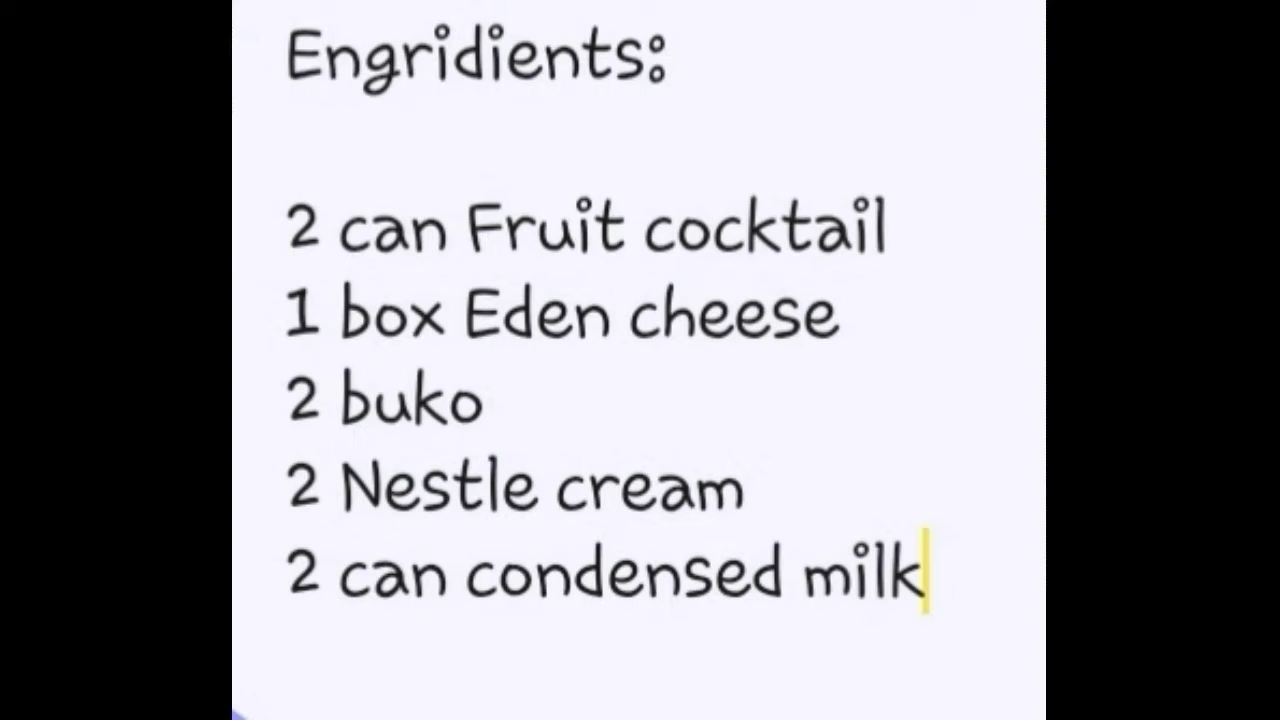 Engridients:
2 can Fruit cocktail
1 box Eden cheese
2 buko
2 Nestle cream
2 can condensed milk